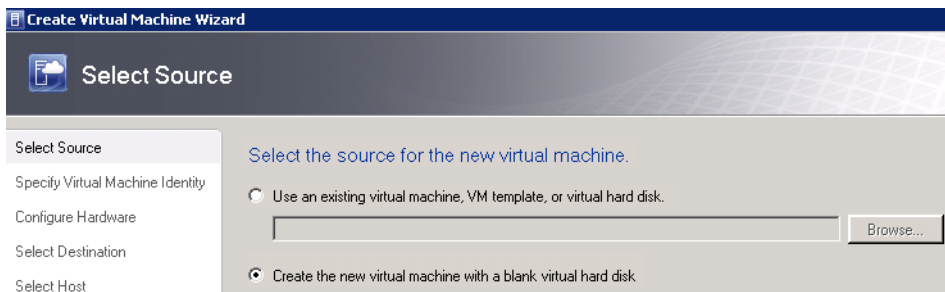 Create Virtual Machine Wizard
Select Source
Select Source
Specify Virtual Machine Identity
Configure Hardware
Select Destination
Select Host
Select the source for the new virtual machine.
Use an existing virtual machine, VM template, or virtual hard disk.
Browse...
Create the new virtual machine with a blank virtual hard disk